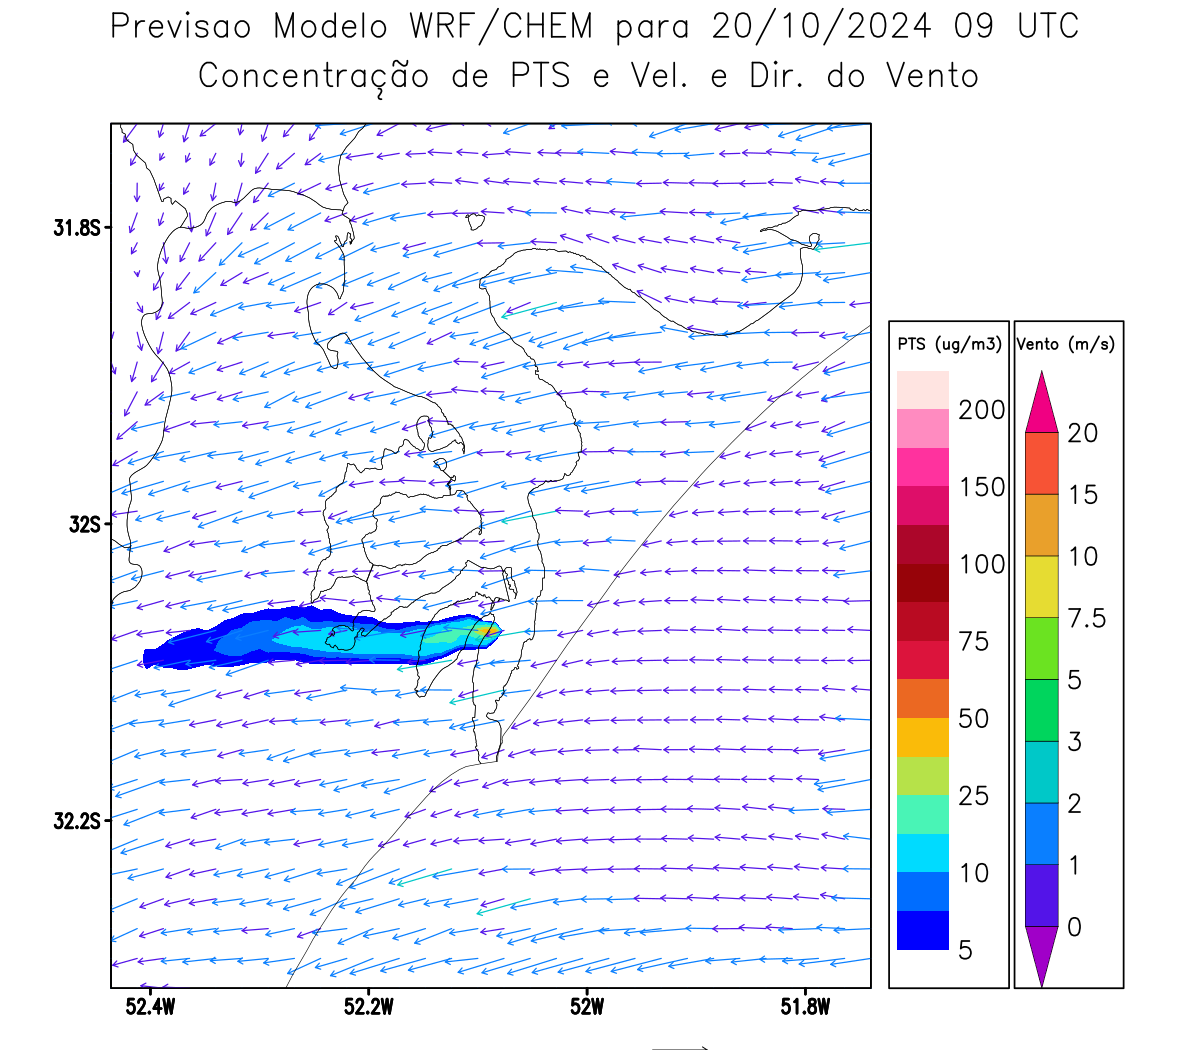 Previsao Modelo WRF/CHEM para 20/10/2024 09 UTC
Concentração de PTS e Vel. e Dir. do Vento
31.8S
32S
32.2S
52.4W 52.2W 52W 51.8W
PTS (ug/m3)
200
150
100
75
50
25
10
5
Vento (m/s)
20
15
10
7.5
5
3
2
1
0